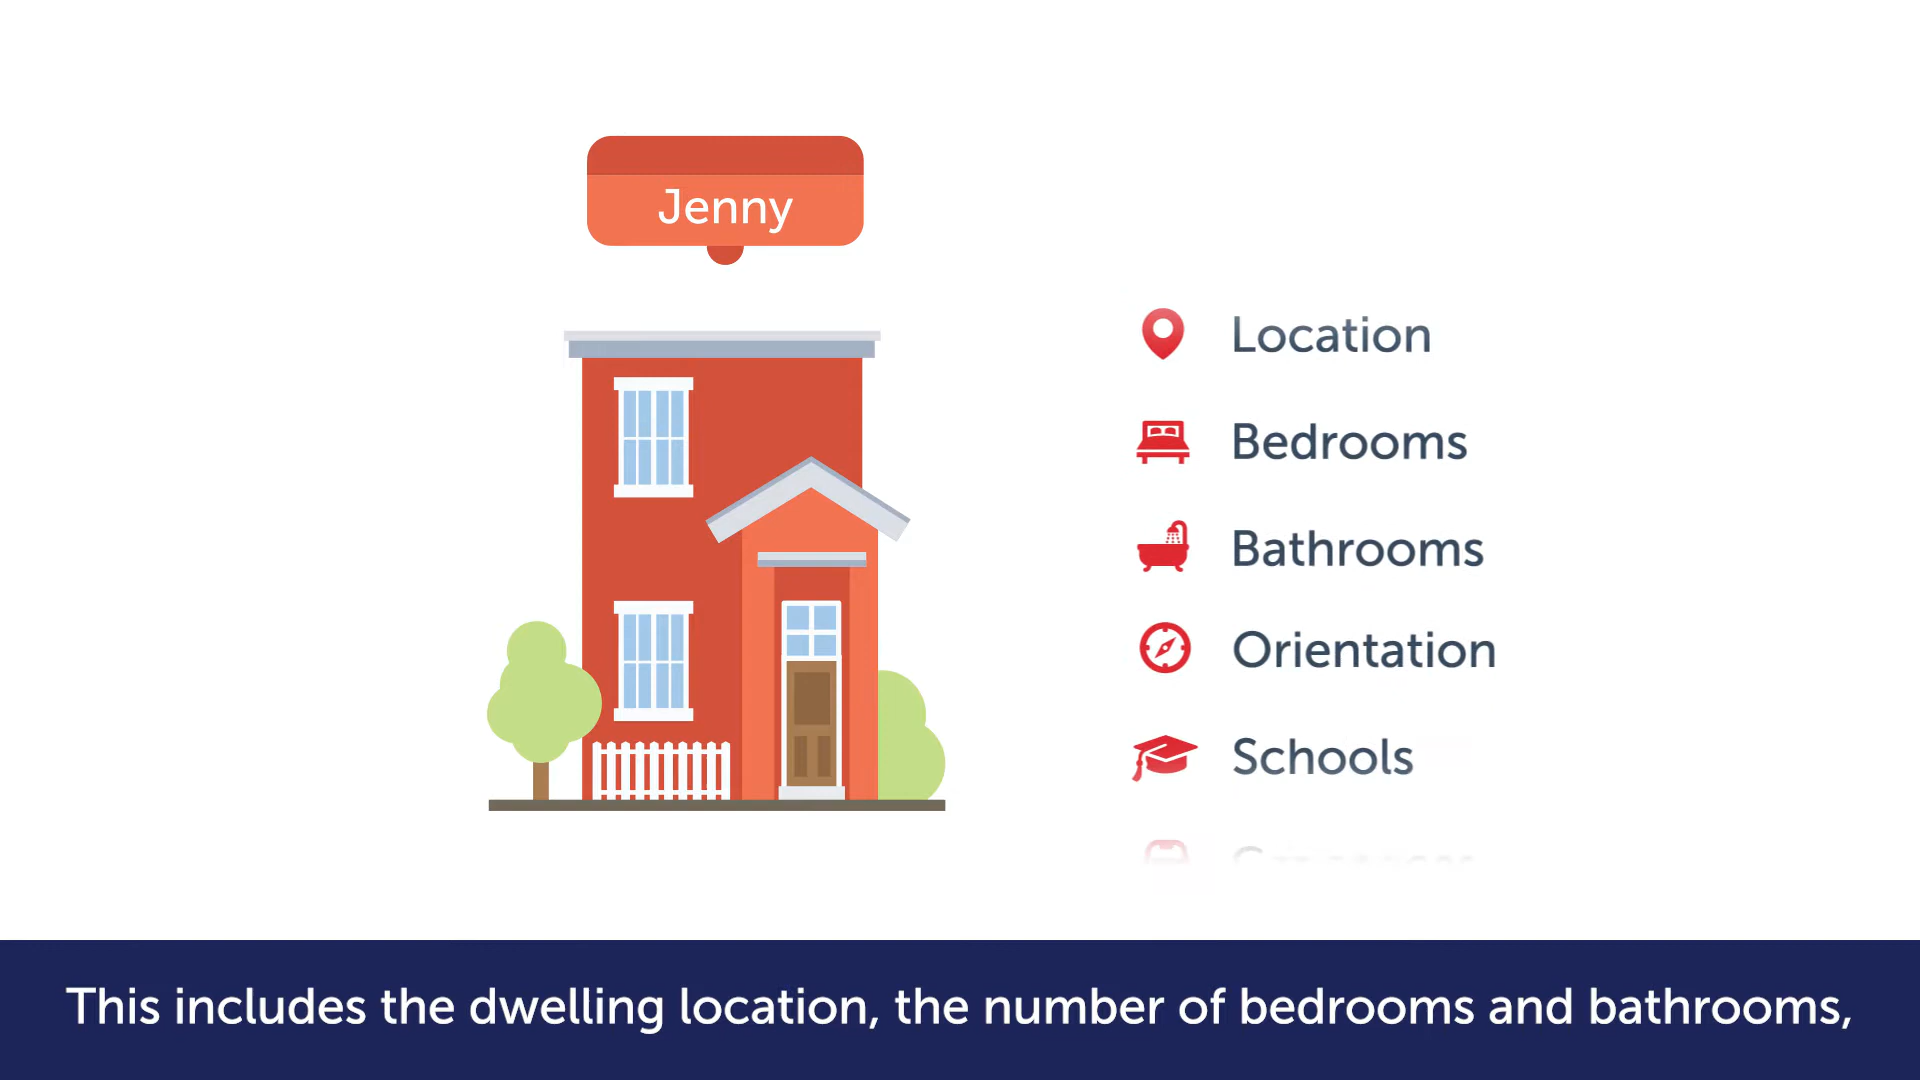 Jenny
Location
Bedrooms
Bathrooms
Orientation
Schools
This includes the dwelling location, the number of bedrooms and bathrooms,